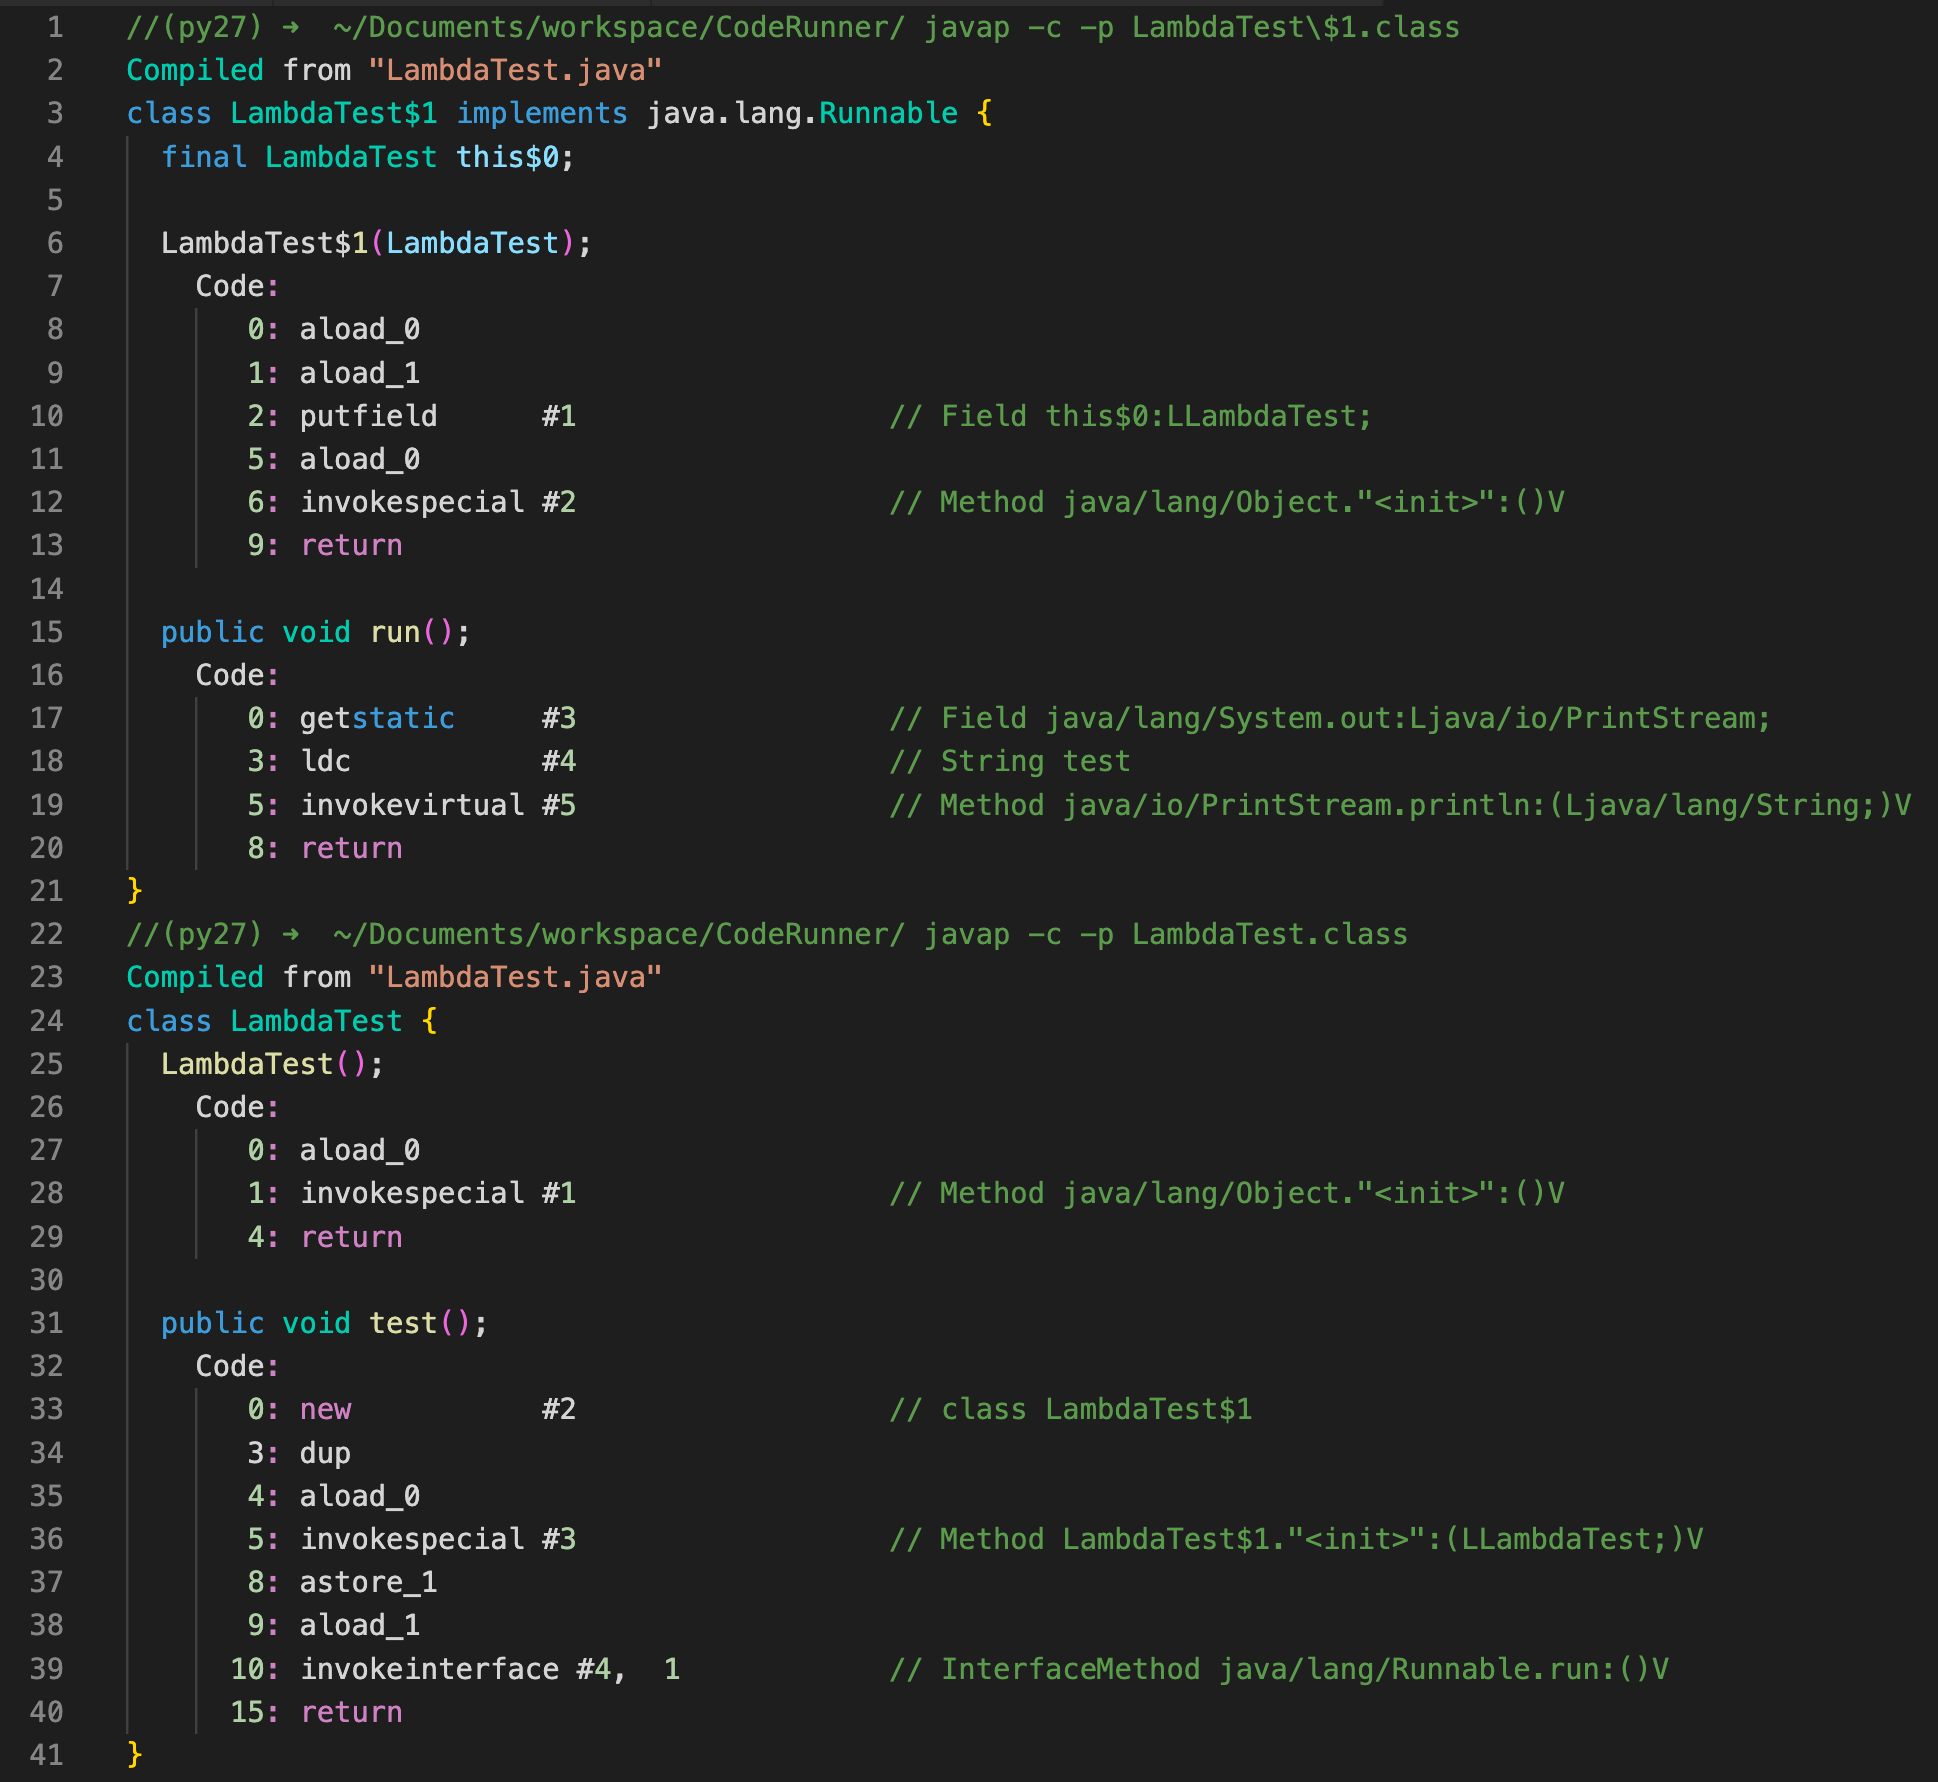 1 //(py27) ➜  ~/Documents/workspace/CodeRunner/ javap -c -p LambdaTest\$1.class
2 Compiled from "LambdaTest.java"
3 class LambdaTest$1 implements java.lang.Runnable {
4   final LambdaTest this$0;
5
6   LambdaTest$1(LambdaTest);
7     Code:
8        0: aload_0
9        1: aload_1
10        2: putfield      #1                  // Field this$0:LLambdaTest;
11        5: aload_0
12        6: invokespecial #2                  // Method java/lang/Object."<init>":()V
13        9: return
14
15   public void run();
16     Code:
17        0: getstatic     #3                  // Field java/lang/System.out:Ljava/io/PrintStream;
18        3: ldc           #4                  // String test
19        5: invokevirtual #5                  // Method java/io/PrintStream.println:(Ljava/lang/String;)V
20        8: return
21 }
22 //(py27) ➜  ~/Documents/workspace/CodeRunner/ javap -c -p LambdaTest.class
23 Compiled from "LambdaTest.java"
24 class LambdaTest {
25   LambdaTest();
26     Code:
27        0: aload_0
28        1: invokespecial #1                  // Method java/lang/Object."<init>":()V
29        4: return
30
31   public void test();
32     Code:
33        0: new           #2                  // class LambdaTest$1
34        3: dup
35        4: aload_0
36        5: invokespecial #3                  // Method LambdaTest$1."<init>":(LLambdaTest;)V
37        8: astore_1
38        9: aload_1
39       10: invokeinterface #4,  1            // InterfaceMethod java/lang/Runnable.run:()V
40       15: return
41 }